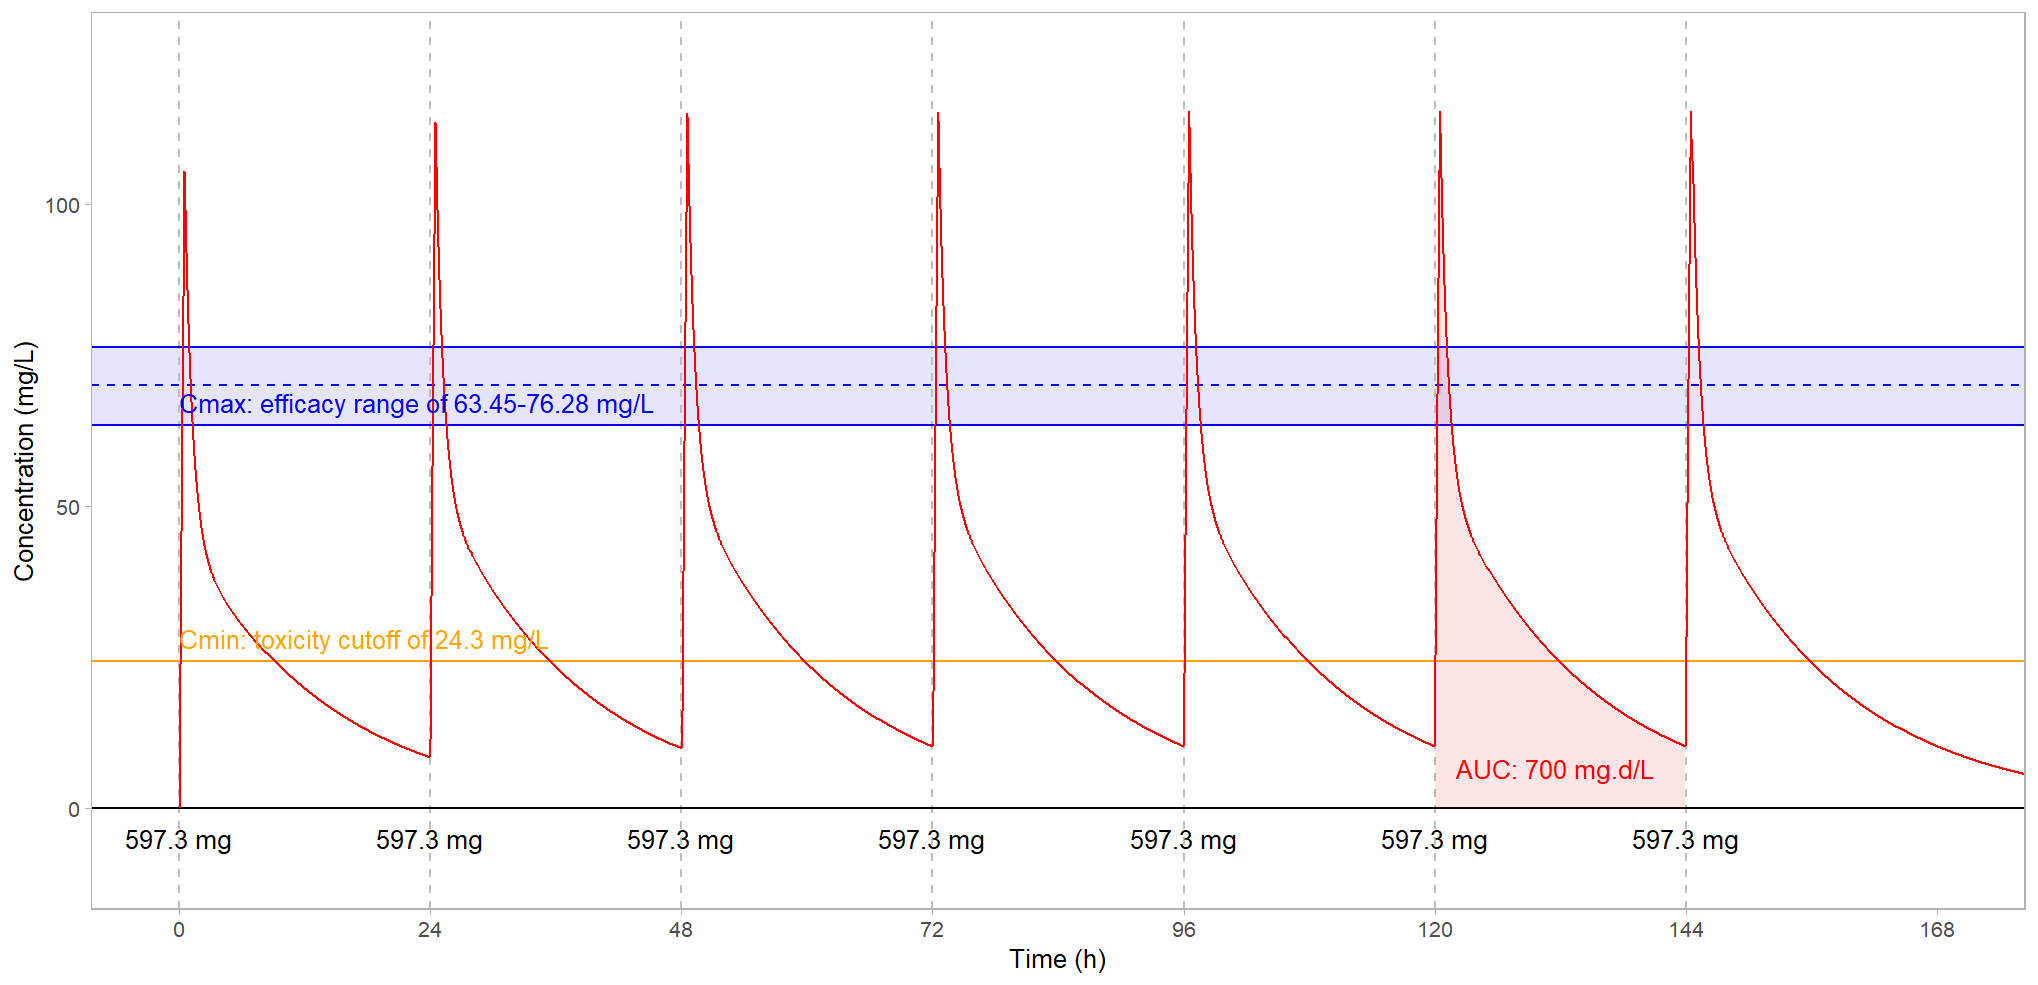 Concentration (mg/L)
100
50
0
Cmax: efficacy range of 63.45-76.28 mg/L
Cmin: toxicity cutoff of 24.3 mg/L
AUC: 700 mg.d/L
597.3 mg
597.3 mg
597.3 mg
597.3 mg
597.3 mg
597.3 mg
597.3 mg
0
24
48
72
96
120
144
168
Time (h)